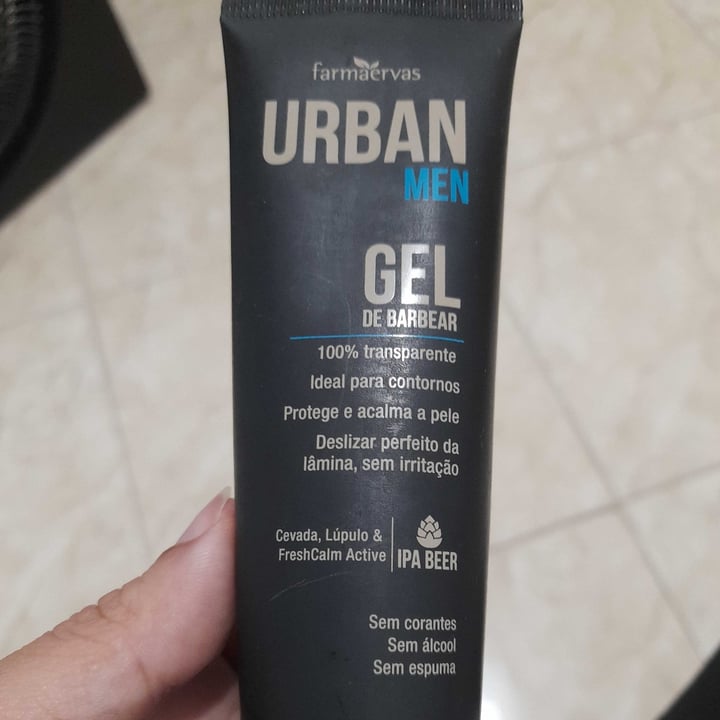 farmaervas
URBAN
MEN
GEL
DE BARBEAR
100% transparente
Ideal para contornos
Protege e acalma a pele
Deslizar perfeito da
lâmina, sem irritação
Cevada, Lúpulo &
FreshCalm Active
IPA BEER
Sem corantes
Sem álcool
Sem espuma